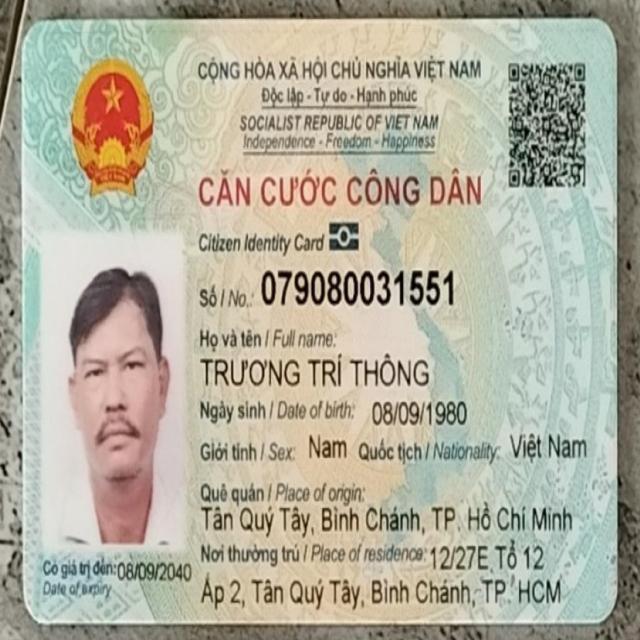 CỘNG HÒA XÃ HỘI CHỦ NGHĨA VIỆT NAM
Độc lập - Tự do - Hạnh phúc
SOCIALIST REPUBLIC OF VIET NAM
Independence - Freedom - Happiness
CĂN CƯỚC CÔNG DÂN
Citizen Identity Card
Số / No.: 079080031551
Họ và tên / Full name:
TRƯƠNG TRÍ THÔNG
Ngày sinh / Date of birth: 08/09/1980
Giới tính / Sex: Nam Quốc tịch / Nationality: Việt Nam
Quê quán / Place of origin:
Tân Quý Tây, Bình Chánh, TP. Hồ Chí Minh
Nơi thường trú / Place of residence: 12/27E Tổ 12
Ấp 2, Tân Quý Tây, Bình Chánh, TP. HCM
Có giá trị đến: 08/09/2040
Date of expiry